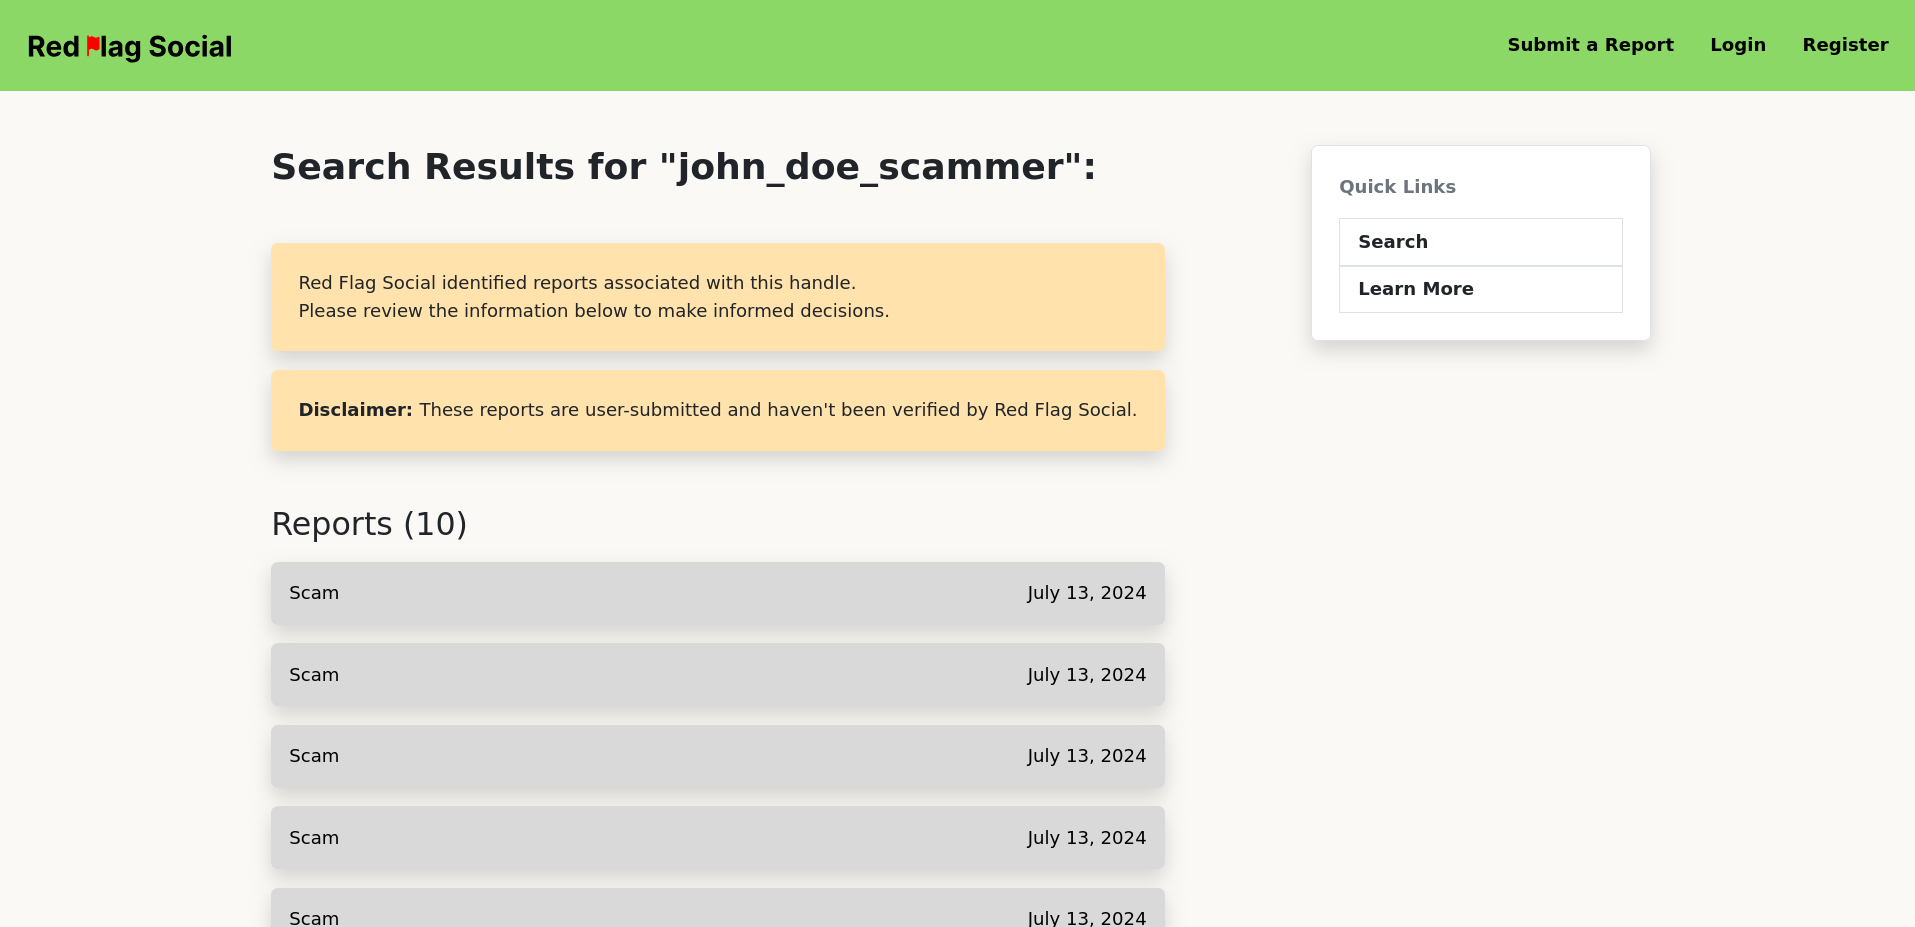 Red Flag Social
Submit a Report
Login
Register
Search Results for "john_doe_scammer":
Red Flag Social identified reports associated with this handle.
Please review the information below to make informed decisions.
Disclaimer: These reports are user-submitted and haven't been verified by Red Flag Social.
Reports (10)
Scam July 13, 2024
Scam July 13, 2024
Scam July 13, 2024
Scam July 13, 2024
Scam July 13, 2024
Quick Links
Search
Learn More